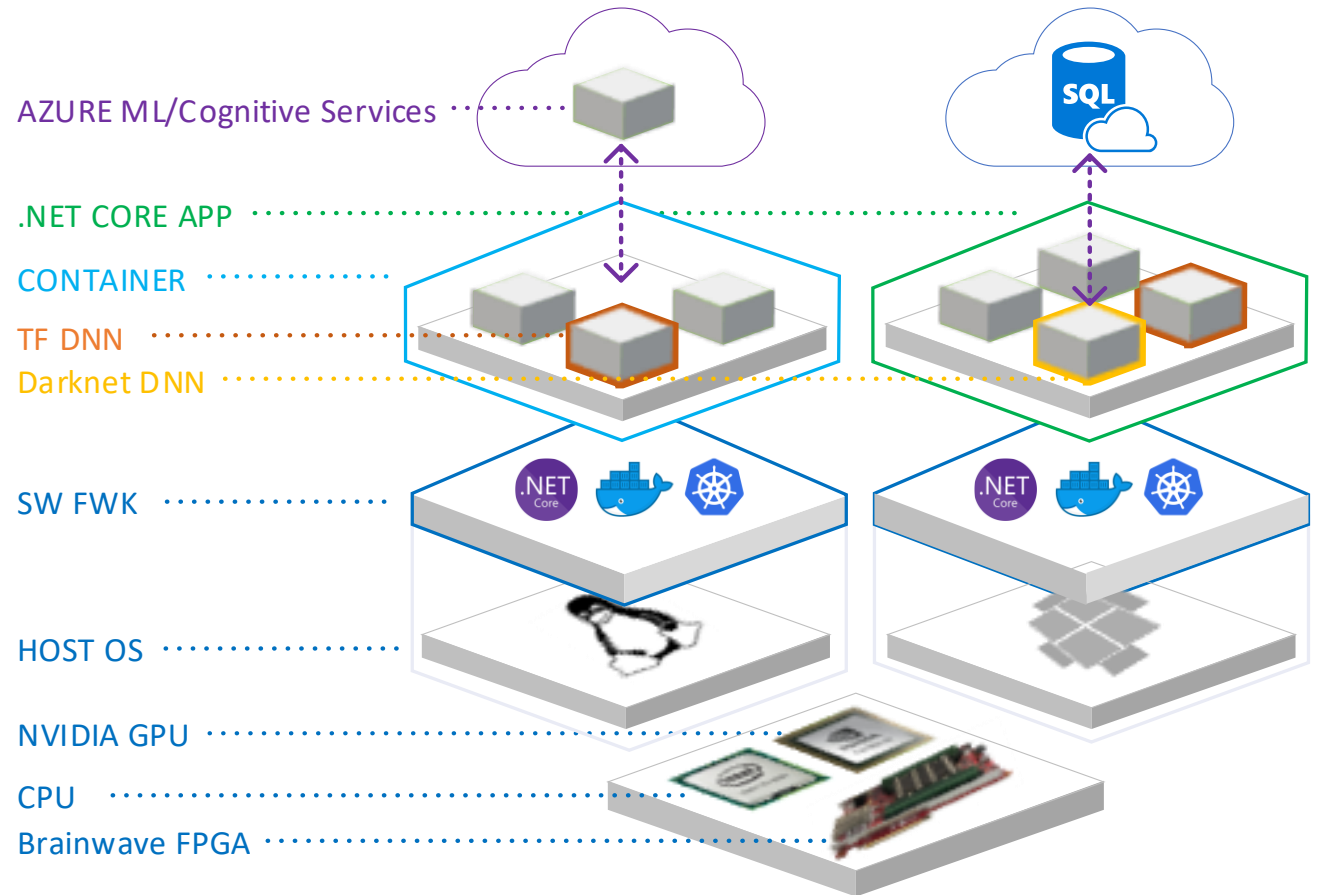 AZURE ML/Cognitive Services
SQL
.NET CORE APP
CONTAINER
TF DNN
Darknet DNN
SW FWK
.NET
Core
.NET
Core
HOST OS
NVIDIA GPU
CPU
Brainwave FPGA